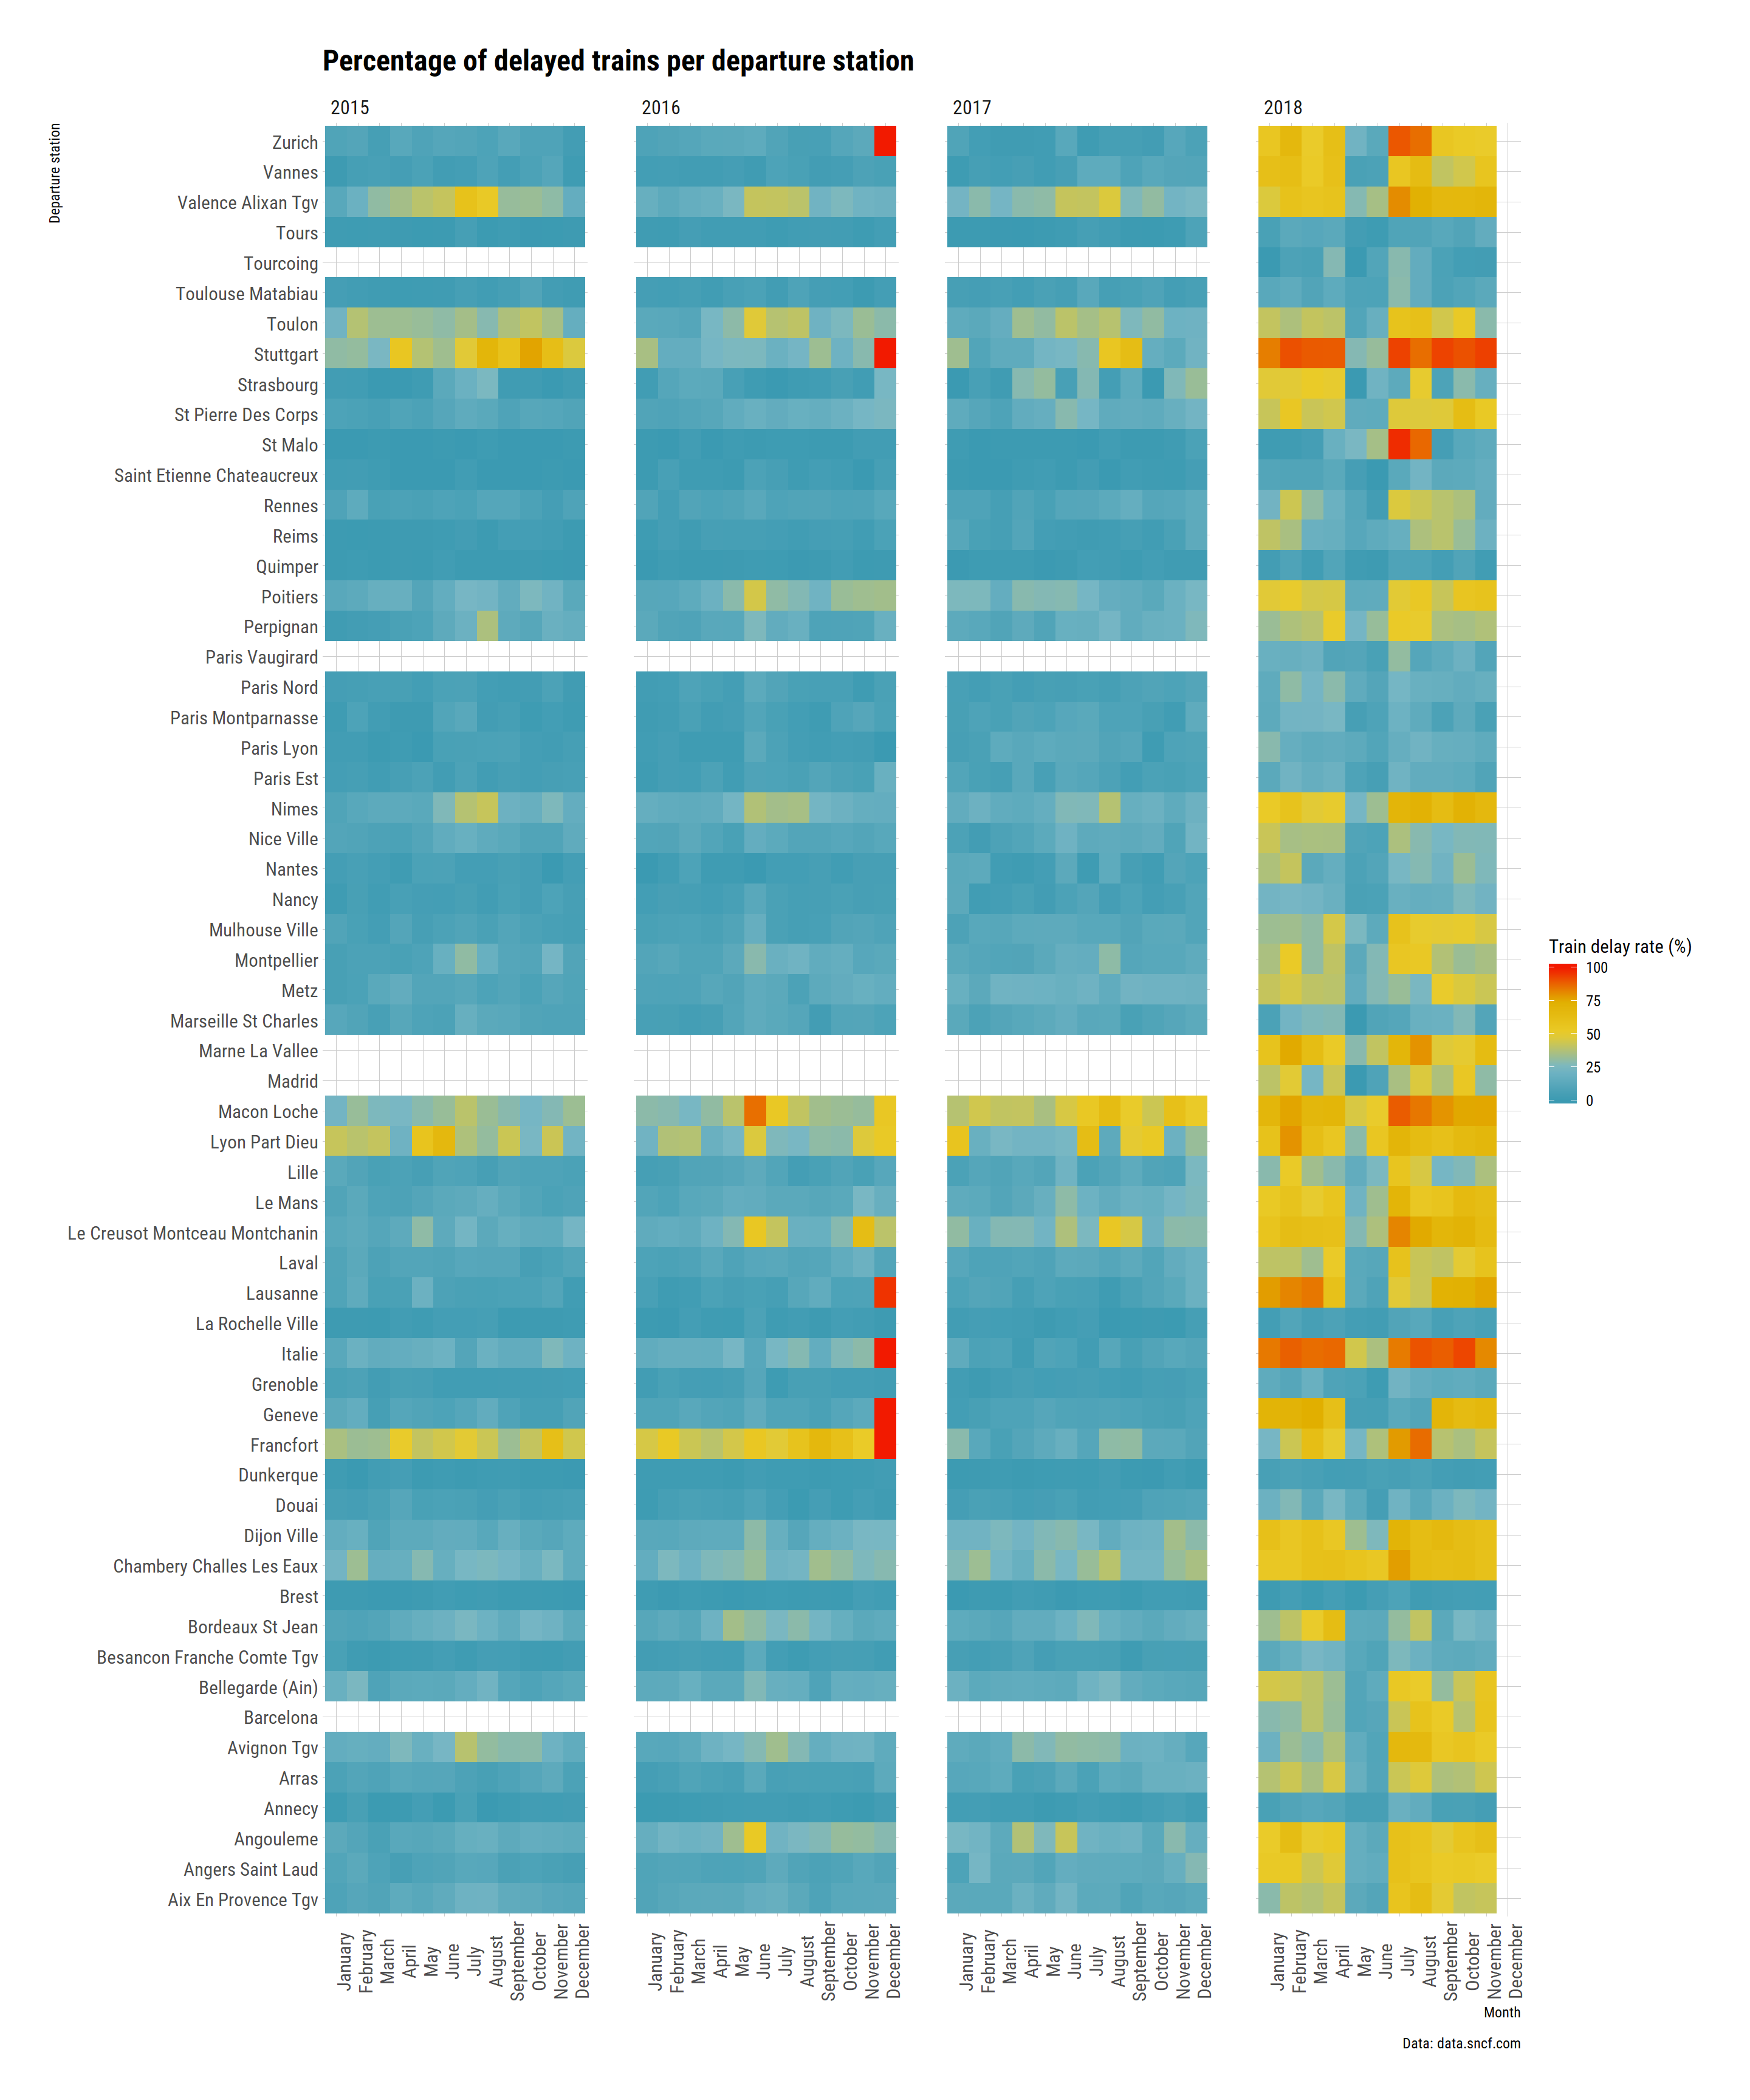 Percentage of delayed trains per departure station
2015
2016
2017
2018
Departure station
Zurich
Vannes
Valence Alixan Tgv
Tours
Tourcoing
Toulouse Matabiau
Toulon
Stuttgart
Strasbourg
St Pierre Des Corps
St Malo
Saint Etienne Chateaucreux
Rennes
Reims
Quimper
Poitiers
Perpignan
Paris Vaugirard
Paris Nord
Paris Montparnasse
Paris Lyon
Paris Est
Nimes
Nice Ville
Nantes
Nancy
Mulhouse Ville
Montpellier
Metz
Marseille St Charles
Marne La Vallee
Madrid
Macon Loche
Lyon Part Dieu
Lille
Le Mans
Le Creusot Montceau Montchanin
Laval
Lausanne
La Rochelle Ville
Italie
Grenoble
Geneve
Francfort
Dunkerque
Douai
Dijon Ville
Chambery Challes Les Eaux
Brest
Bordeaux St Jean
Besancon Franche Comte Tgv
Bellegarde (Ain)
Barcelona
Avignon Tgv
Arras
Annecy
Angouleme
Angers Saint Laud
Aix En Provence Tgv
January
February
March
April
May
June
July
August
September
October
November
December
January
February
March
April
May
June
July
August
September
October
November
December
January
February
March
April
May
June
July
August
September
October
November
December
January
February
March
April
May
June
July
August
September
October
November
December
Month
Train delay rate (%)
100
75
50
25
0
Data: data.sncf.com